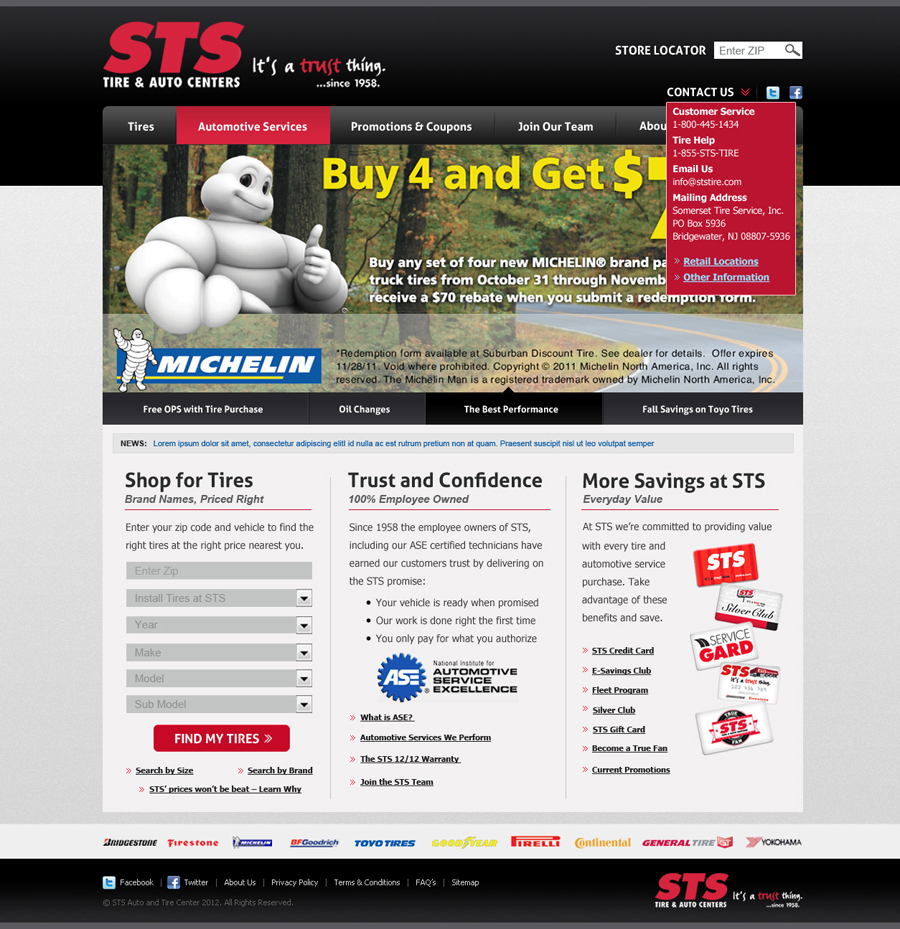 STS
TIRE & AUTO CENTERS
It's a trust thing.
...since 1958.
STORE LOCATOR
Enter ZIP
CONTACT US
Tires
Automotive Services
Promotions & Coupons
Join Our Team
Abou
Customer Service
1-800-445-1434
Tire Help
1-855-STS-TIRE
Email Us
info@ststire.com
Mailing Address
Somerset Tire Service, Inc.
PO Box 5936
Bridgewater, NJ 08807-5936
Retail Locations
Other Information
Buy 4 and Get $
Buy any set of four new MICHELIN® brand pa
truck tires from October 31 through Novemb
receive a $70 rebate when you submit a redemption form.
MICHELIN
*Redemption form available at Suburban Discount Tire. See dealer for details. Offer expires
11/28/11. Void where prohibited. Copyright © 2011 Michelin North America, Inc. All rights
reserved. The Michelin Man is a registered trademark owned by Michelin North America, Inc.
Free OPS with Tire Purchase
Oil Changes
The Best Performance
Fall Savings on Toyo Tires
NEWS: Lorem ipsum dolor sit amet, consectetur adipiscing elitl id nulla ac est rutrum pretium non at quam. Praesent suscipit nisl ut leo volutpat semper
Shop for Tires
Brand Names, Priced Right
Enter your zip code and vehicle to find the
right tires at the right price nearest you.
Enter Zip
Install Tires at STS
Year
Make
Model
Sub Model
FIND MY TIRES
Search by Size
Search by Brand
STS' prices won't be beat – Learn Why
Trust and Confidence
100% Employee Owned
Since 1958 the employee owners of STS,
including our ASE certified technicians have
earned our customers trust by delivering on
the STS promise:
• Your vehicle is ready when promised
• Our work is done right the first time
• You only pay for what you authorize
ASE
®
National Institute for
AUTOMOTIVE
SERVICE
EXCELLENCE
What is ASE?
Automotive Services We Perform
The STS 12/12 Warranty
Join the STS Team
More Savings at STS
Everyday Value
At STS we're committed to providing value
with every tire and
automotive service
purchase. Take
advantage of these
benefits and save.
STS Credit Card
E-Savings Club
Fleet Program
Silver Club
STS Gift Card
Become a True Fan
Current Promotions
STS
STS
Silver Club
SERVICE
GARD
STS
It's a trust thing.
TRUE
STS
FAN
BRIDGESTONE
Firestone
MICHELIN
BFGoodrich
TOYO TIRES
GOODYEAR
PIRELLI
Continental
GENERAL TIRE
YOKOHAMA
Facebook | Twitter | About Us | Privacy Policy | Terms & Conditions | FAQ's | Sitemap
© STS Auto and Tire Center 2012. All Rights Reserved.
STS
TIRE & AUTO CENTERS
It's a trust thing.
...since 1958.